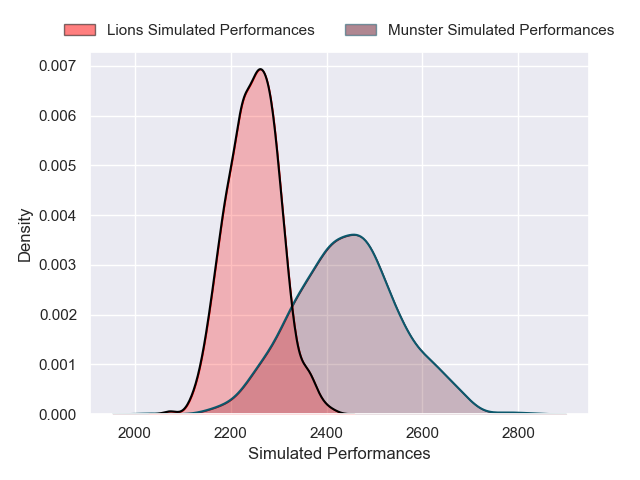 Lions Simulated Performances Munster Simulated Performances
0.007
0.006
0.005
0.004
0.003
0.002
0.001
0.000
Density
2000 2200 2400 2600 2800
Simulated Performances